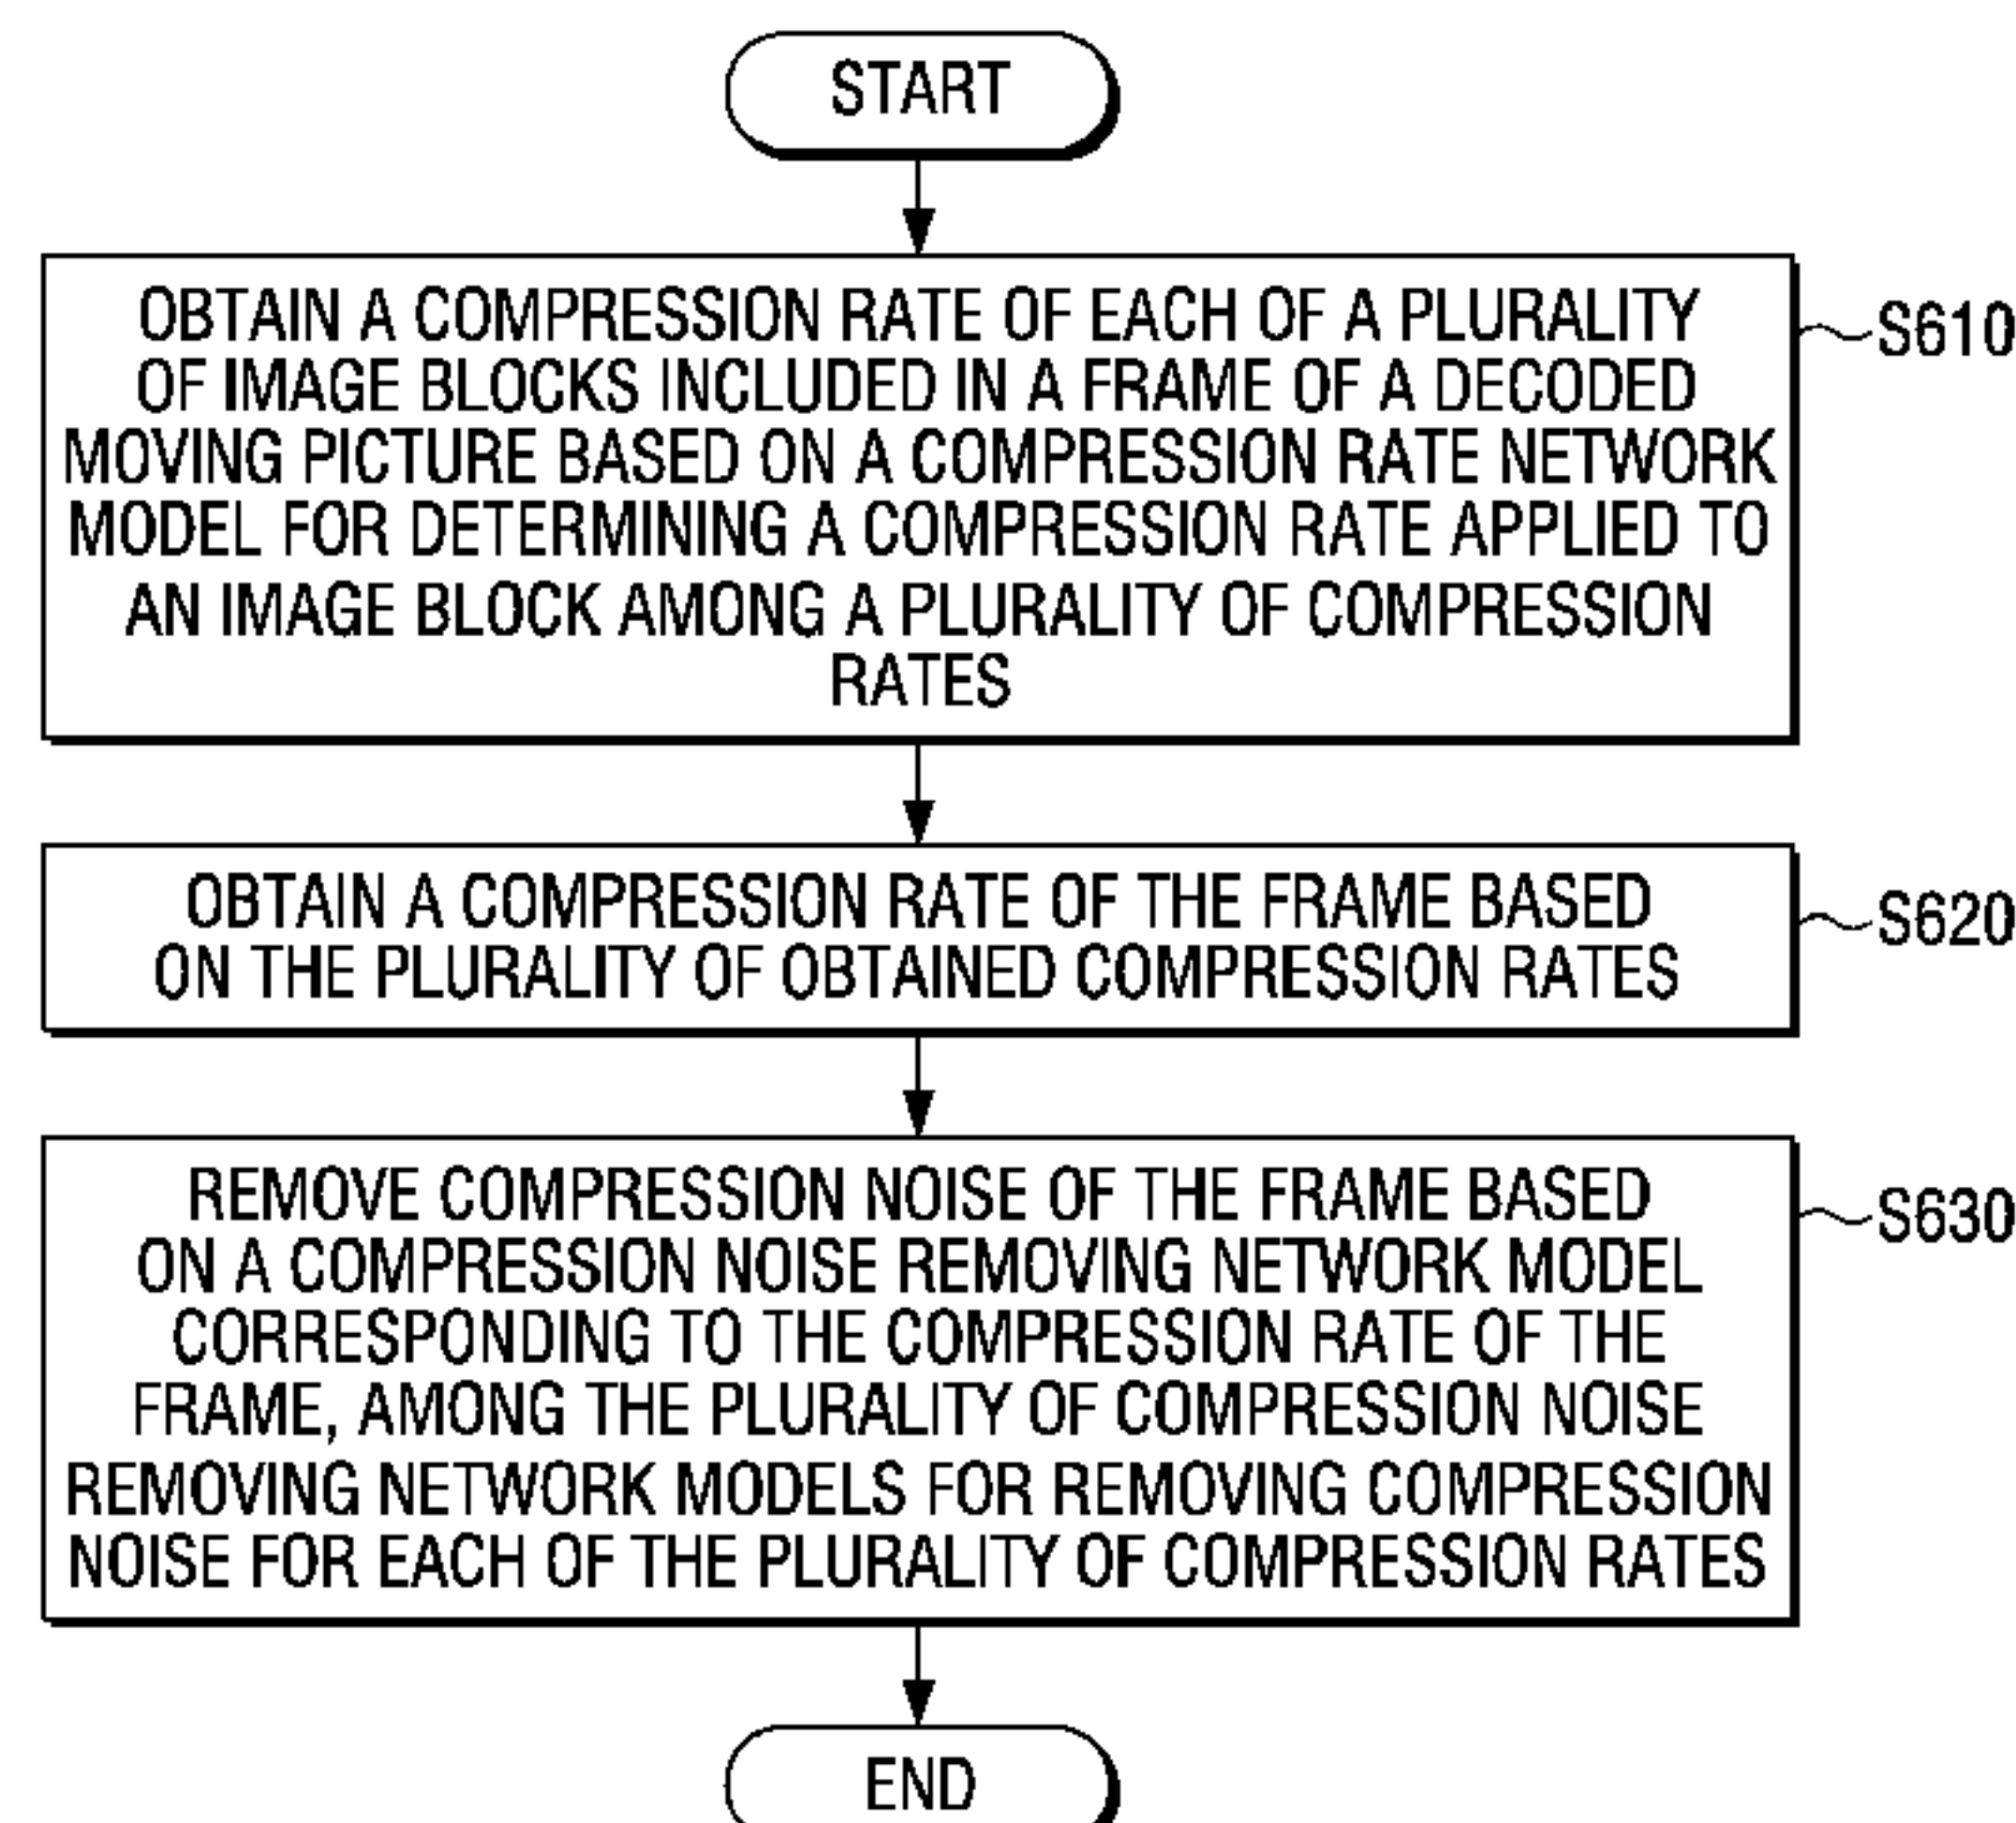 START
OBTAIN A COMPRESSION RATE OF EACH OF A PLURALITY
OF IMAGE BLOCKS INCLUDED IN A FRAME OF A DECODED
MOVING PICTURE BASED ON A COMPRESSION RATE NETWORK
MODEL FOR DETERMINING A COMPRESSION RATE APPLIED TO
AN IMAGE BLOCK AMONG A PLURALITY OF COMPRESSION
RATES
S610
OBTAIN A COMPRESSION RATE OF THE FRAME BASED
ON THE PLURALITY OF OBTAINED COMPRESSION RATES
S620
REMOVE COMPRESSION NOISE OF THE FRAME BASED
ON A COMPRESSION NOISE REMOVING NETWORK MODEL
CORRESPONDING TO THE COMPRESSION RATE OF THE
FRAME, AMONG THE PLURALITY OF COMPRESSION NOISE
REMOVING NETWORK MODELS FOR REMOVING COMPRESSION
NOISE FOR EACH OF THE PLURALITY OF COMPRESSION RATES
S630
END